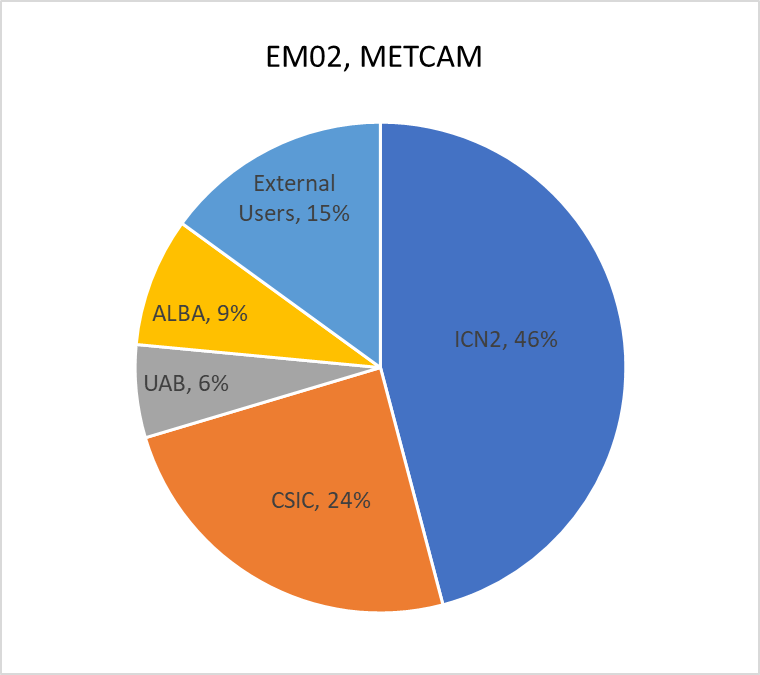 EM02, METCAM
External
Users, 15%
ICN2, 46%
ALBA, 9%
UAB, 6%
CSIC, 24%